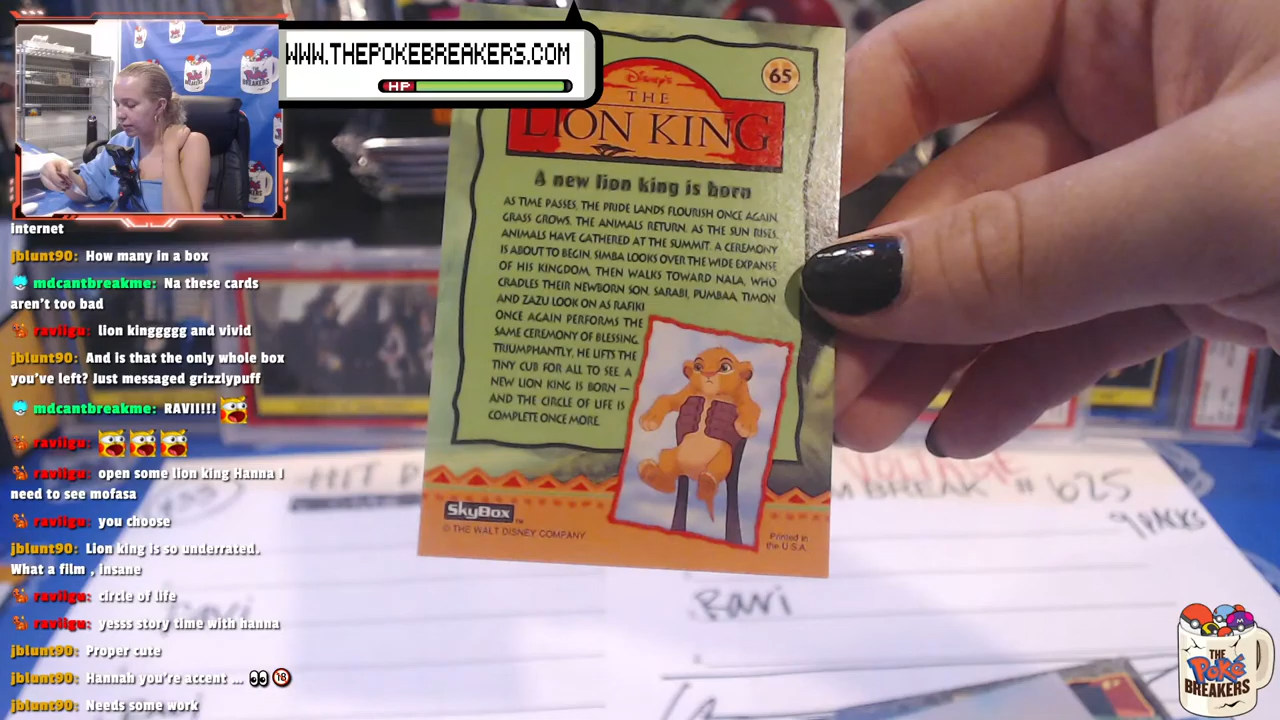 WWW.THEPOKEBREAKERS.COM
HP
internet
jblunt90: How many in a box
mdcantbreakme: Na these cards
aren't too bad
raviigu: lion kinggggg and vivid
jblunt90: And is that the only whole box
you've left? Just messaged grizzlypuff
mdcantbreakme: RAVII!!!
raviigu:
raviigu: open some lion king Hanna I
need to see mofasa
raviigu: you choose
jblunt90: Lion king is so underrated.
What a film , insane
raviigu: circle of life
raviigu: yesss story time with hanna
jblunt90: Proper cute
jblunt90: Hannah you're accent ... 18
jblunt90: Needs some work
65
Disney's
THE
LION KING
A new lion king is born
AS TIME PASSES, THE PRIDE LANDS FLOURISH ONCE AGAIN.
GRASS GROWS. THE ANIMALS RETURN. AS THE SUN RISES,
ANIMALS HAVE GATHERED AT THE SUMMIT. A CEREMONY
IS ABOUT TO BEGIN. SIMBA LOOKS OVER THE WIDE EXPANSE
OF HIS KINGDOM, THEN WALKS TOWARD NALA, WHO
CRADLES THEIR NEWBORN SON. SARABI, PUMBAA, TIMON
AND ZAZU LOOK ON AS RAFIKI
ONCE AGAIN PERFORMS THE
SAME CEREMONY OF BLESSING.
TRIUMPHANTLY, HE LIFTS THE
TINY CUB FOR ALL TO SEE. A
NEW LION KING IS BORN —
AND THE CIRCLE OF LIFE IS
COMPLETE ONCE MORE.
SkyBox™
© THE WALT DISNEY COMPANY
Printed in
the U.S.A.
BREAK # 625
Ravi
THE
Poké
BREAKERS